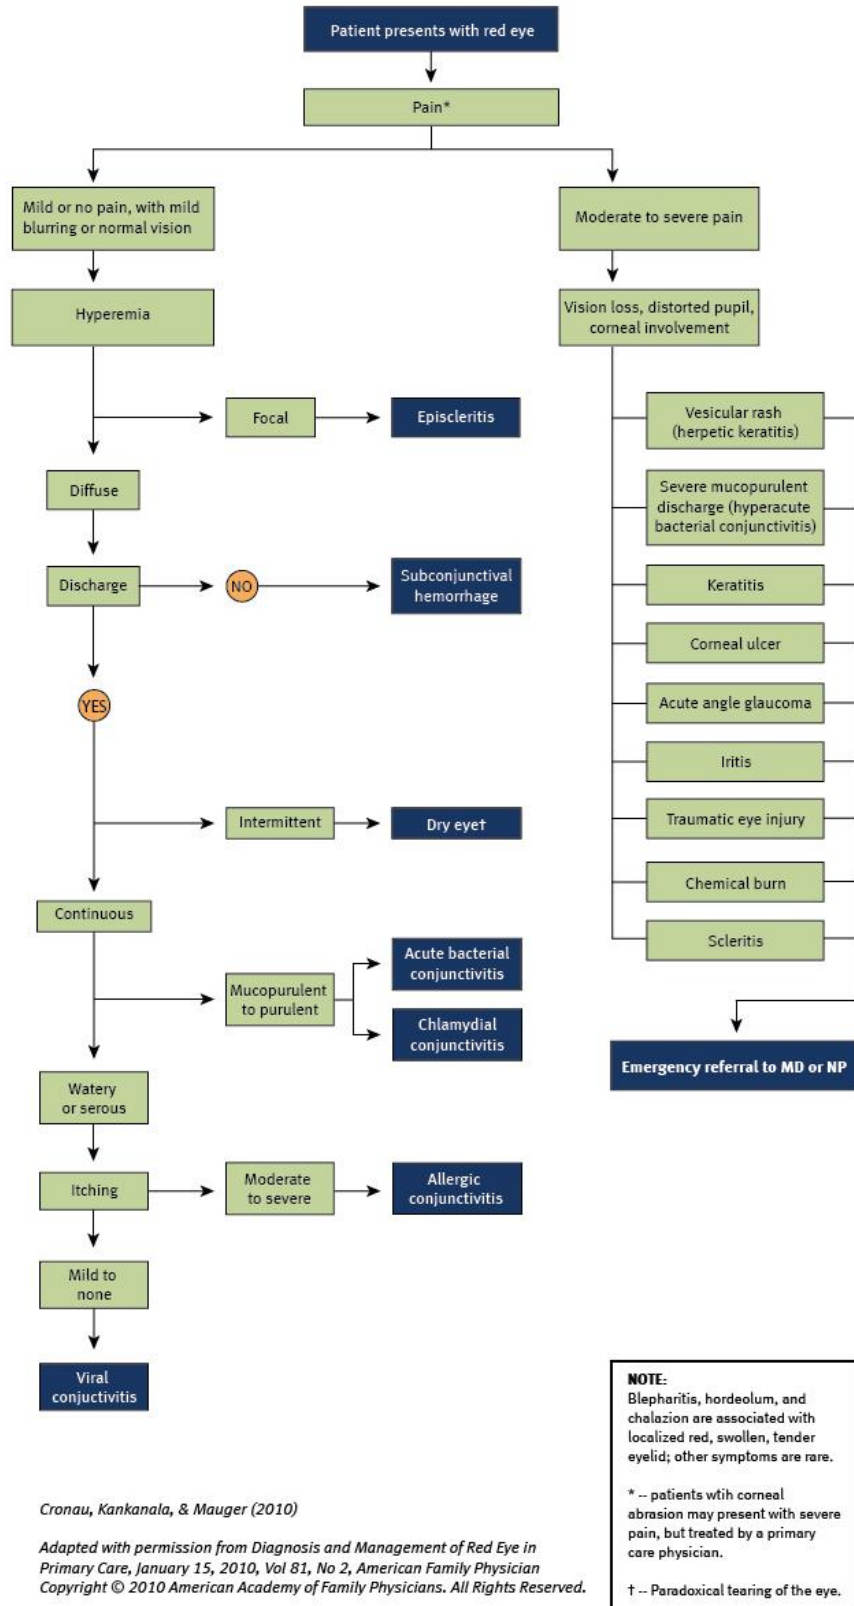 Patient presents with red eye
Pain*
Mild or no pain, with mild
blurring or normal vision
Moderate to severe pain
Hyperemia
Vision loss, distorted pupil,
corneal involvement
Focal
Episcleritis
Vesicular rash
(herpetic keratitis)
Diffuse
Severe mucopurulent
discharge (hyperacute
bacterial conjunctivitis)
Discharge
NO
Subconjunctival
hemorrhage
Keratitis
Corneal ulcer
YES
Acute angle glaucoma
Iritis
Intermittent
Dry eye†
Traumatic eye injury
Chemical burn
Continuous
Scleritis
Mucopurulent
to purulent
Acute bacterial
conjunctivitis
Chlamydial
conjunctivitis
Emergency referral to MD or NP
Watery
or serous
Itching
Moderate
to severe
Allergic
conjunctivitis
Mild to
none
Viral
conjuctivitis
NOTE:
Blepharitis, hordeolum, and
chalazion are associated with
localized red, swollen, tender
eyelid; other symptoms are rare.
* -- patients wtih corneal
abrasion may present with severe
pain, but treated by a primary
care physician.
† -- Paradoxical tearing of the eye.
Cronau, Kankanala, & Mauger (2010)
Adapted with permission from Diagnosis and Management of Red Eye in
Primary Care, January 15, 2010, Vol 81, No 2, American Family Physician
Copyright © 2010 American Academy of Family Physicians. All Rights Reserved.